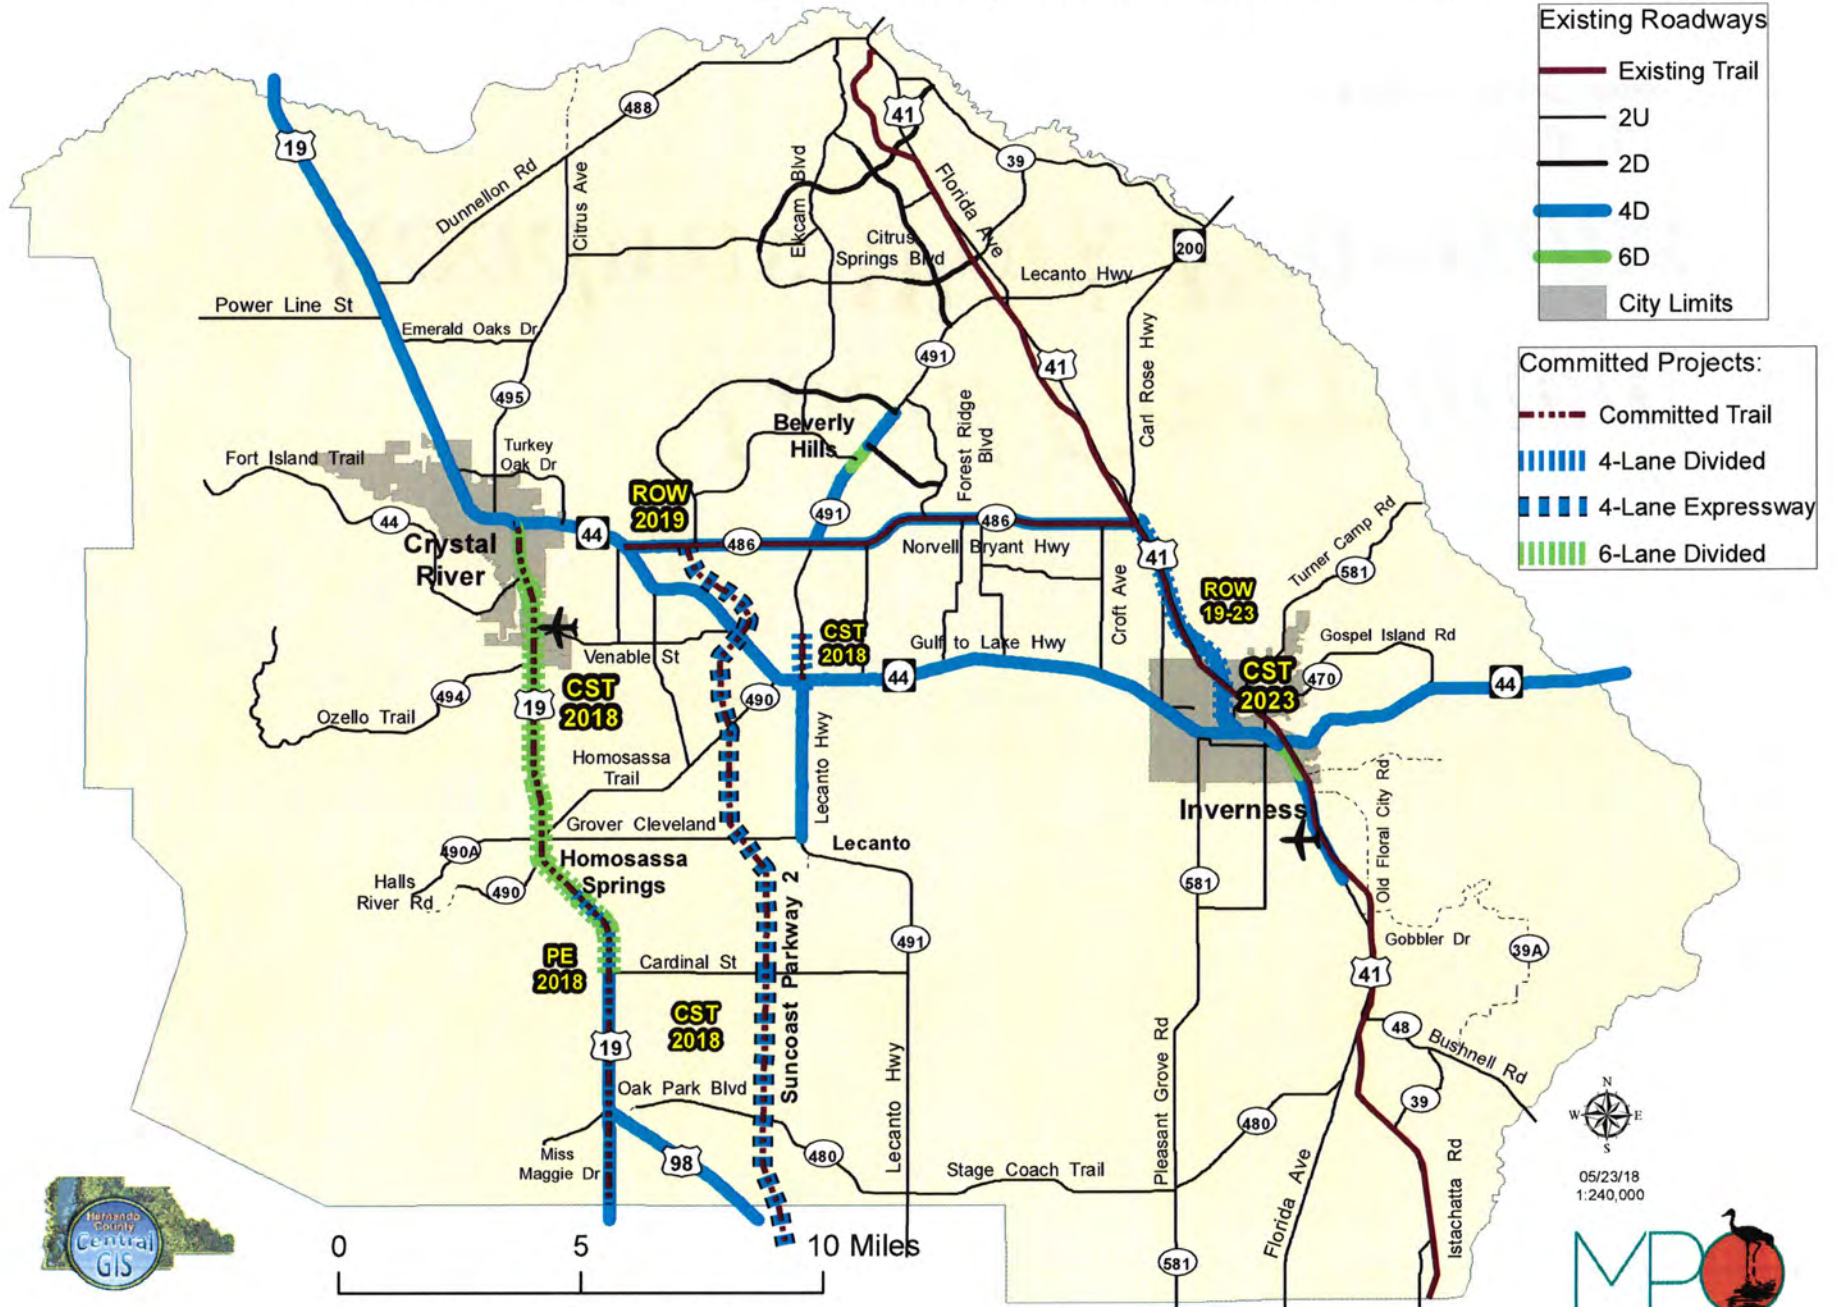 Existing Roadways
Existing Trail
2U
2D
4D
6D
City Limits
Committed Projects:
Committed Trail
4-Lane Divided
4-Lane Expressway
6-Lane Divided
19
488
41
39
Dunnellon Rd
Citrus Ave
Ekcam Blvd
Florida Ave
Citrus
Springs Blvd
200
Lecanto Hwy
Power Line St
Emerald Oaks Dr
491
41
Carl Rose Hwy
495
Beverly
Hills
Forest Ridge
Blvd
Fort Island Trail
Turkey
Oak Dr
ROW
2019
44
44
491
486
486
Crystal
River
Norvell Bryant Hwy
41
Turner Camp Rd
581
Croft Ave
ROW
19-23
CST
2018
Gulf to Lake Hwy
Gospel Island Rd
Venable St
494
19
CST
2018
490
44
CST
2023
470
44
Ozello Trail
Homosassa
Trail
Lecanto Hwy
Old Floral City Rd
Inverness
Grover Cleveland
Lecanto
490A
Homosassa
Springs
Halls
River Rd
490
581
Suncoast Parkway 2
491
Gobbler Dr
39A
PE
2018
Cardinal St
41
CST
2018
48
Bushnell Rd
19
Oak Park Blvd
Lecanto Hwy
Pleasant Grove Rd
39
480
N
W
E
S
Miss
Maggie Dr
98
480
Stage Coach Trail
Florida Ave
Istachatta Rd
05/23/18
1:240,000
Hernando
County
Central
GIS
0
5
10 Miles
581
MPO